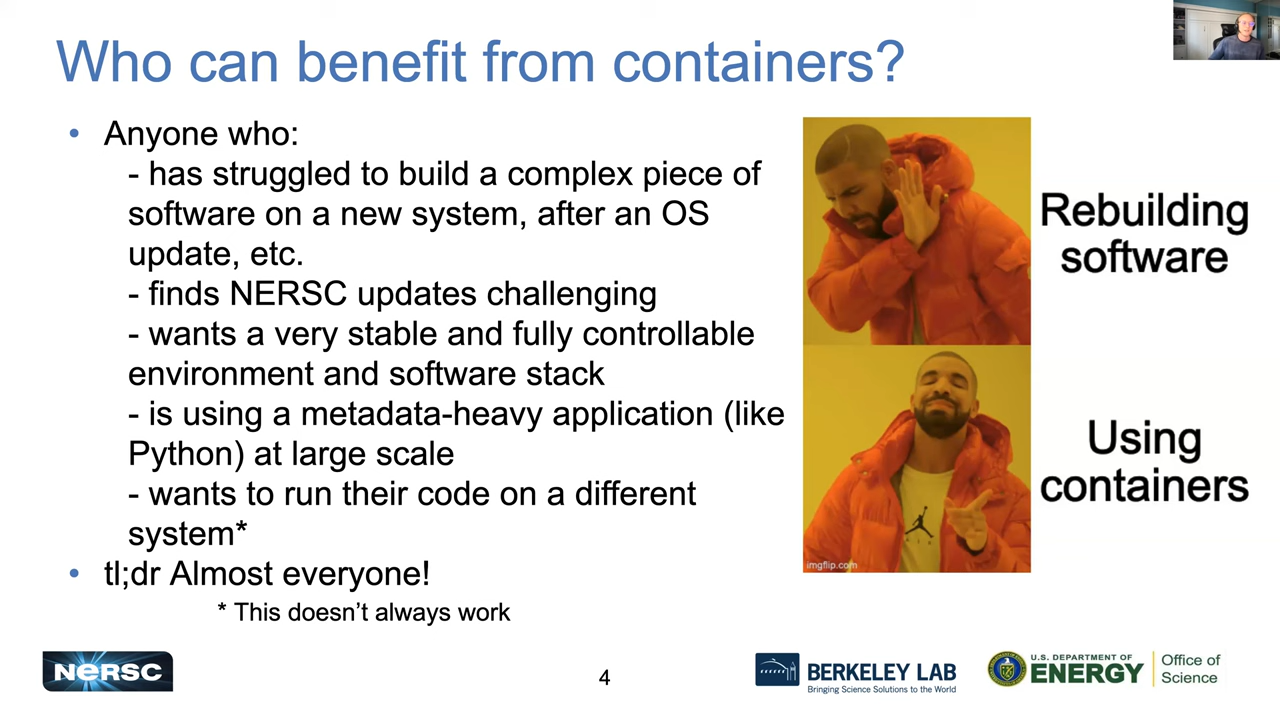 Who can benefit from containers?
• Anyone who:
- has struggled to build a complex piece of
software on a new system, after an OS
update, etc.
- finds NERSC updates challenging
- wants a very stable and fully controllable
environment and software stack
- is using a metadata-heavy application (like
Python) at large scale
- wants to run their code on a different
system*
• tl;dr Almost everyone!
* This doesn’t always work
Rebuilding
software
Using
containers
imgflip.com
NERSC
4
BERKELEY LAB
Bringing Science Solutions to the World
U.S. DEPARTMENT OF
ENERGY
Office of
Science